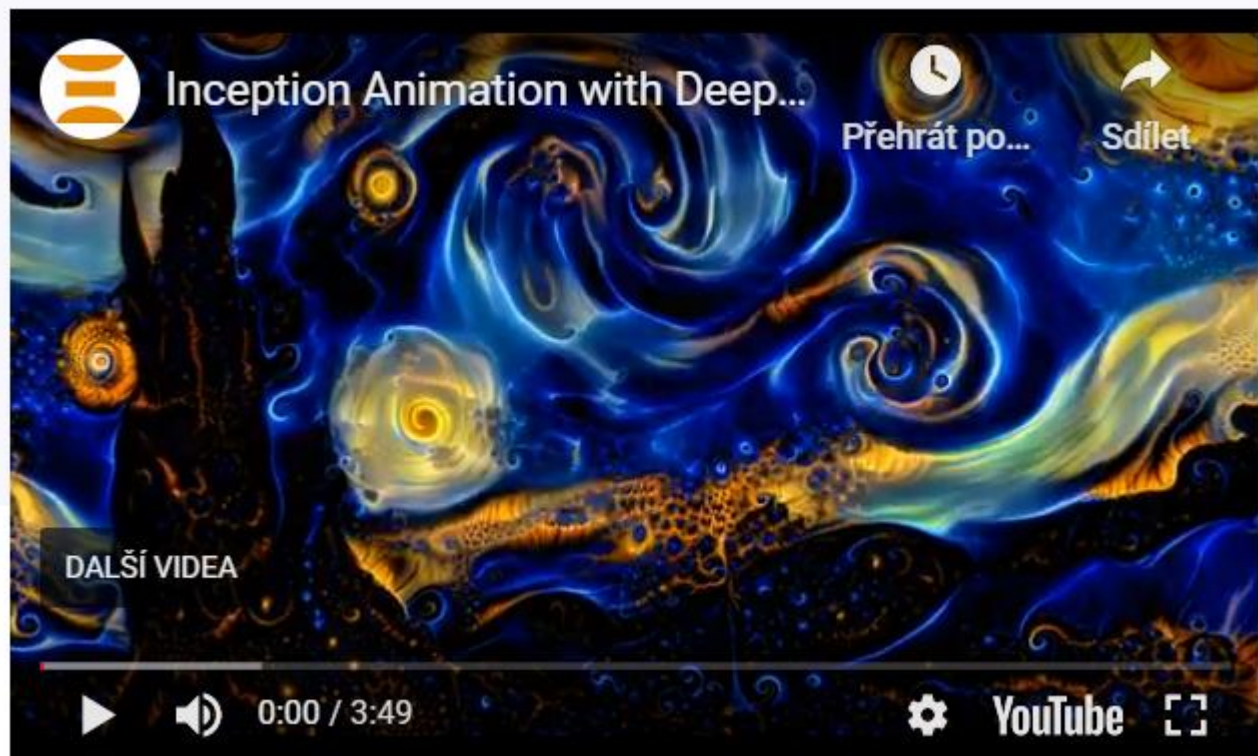 Inception Animation with Deep...
Přehrát po...
Sdílet
DALŠÍ VIDEA
0:00 / 3:49
YouTube